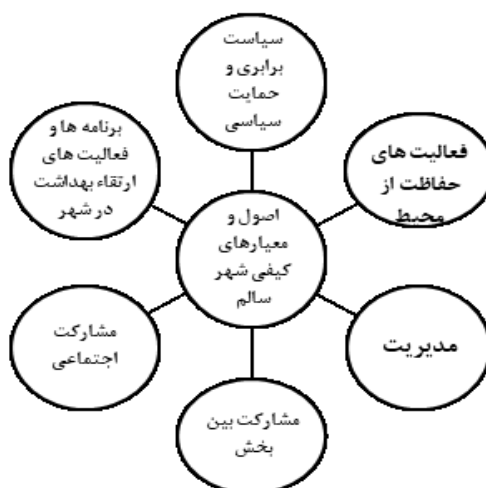 سیاست
برابری و
حمایت
سیاسی
فعالیت های
حفاظت از
محیط
مدیریت
مشارکت بین
بخش
مشارکت
اجتماعی
برنامه ها و
فعالیت های
ارتقاء بهداشت
در شهر
اصول و
معیارهای
کیفی شهر
سالم